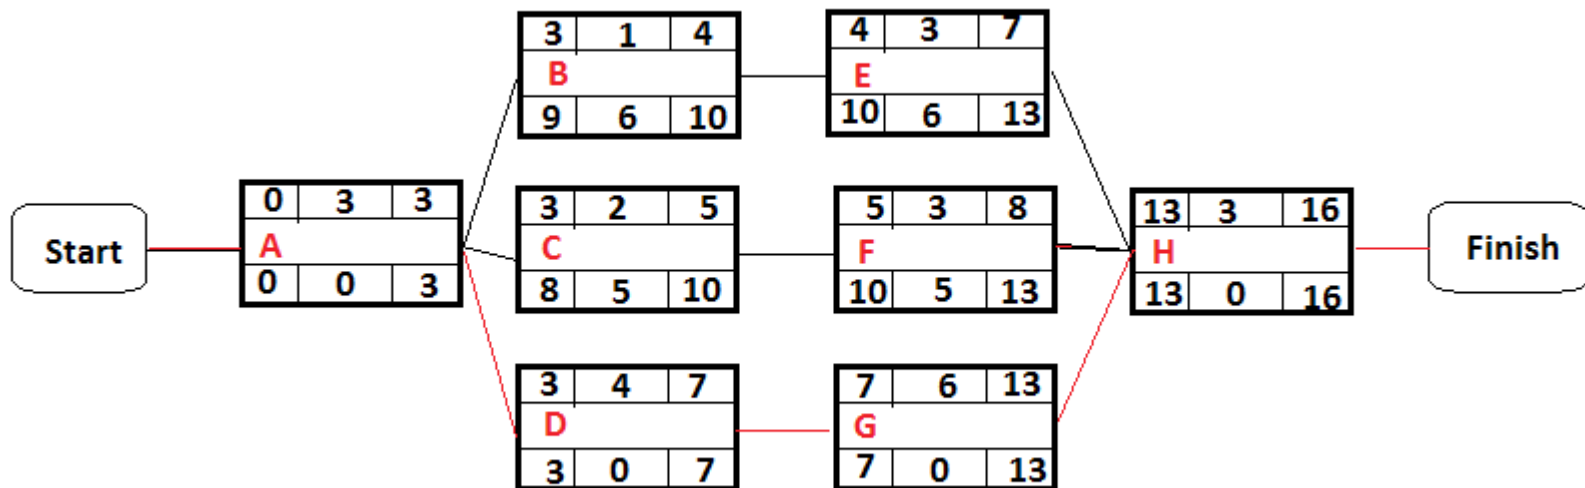 Start
0 3 3
A
0 0 3
3 1 4
B
9 6 10
4 3 7
E
10 6 13
3 2 5
C
8 5 10
5 3 8
F
10 5 13
3 4 7
D
3 0 7
7 6 13
G
7 0 13
13 3 16
H
13 0 16
Finish